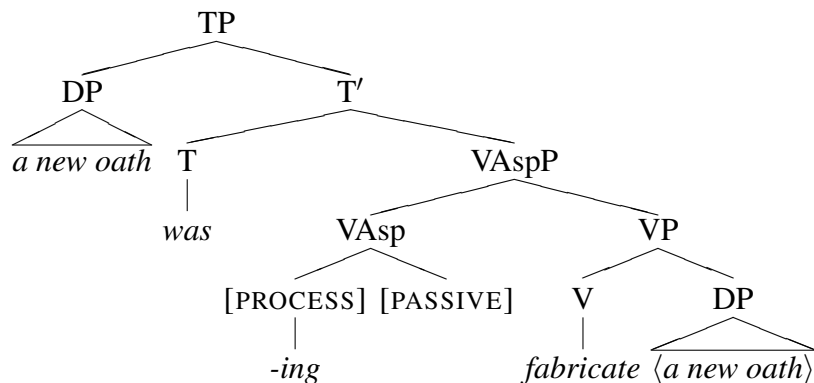 TP
DP T′
a new oath T VAspP
was VAsp VP
[PROCESS] [PASSIVE] V DP
-ing fabricate ⟨a new oath⟩